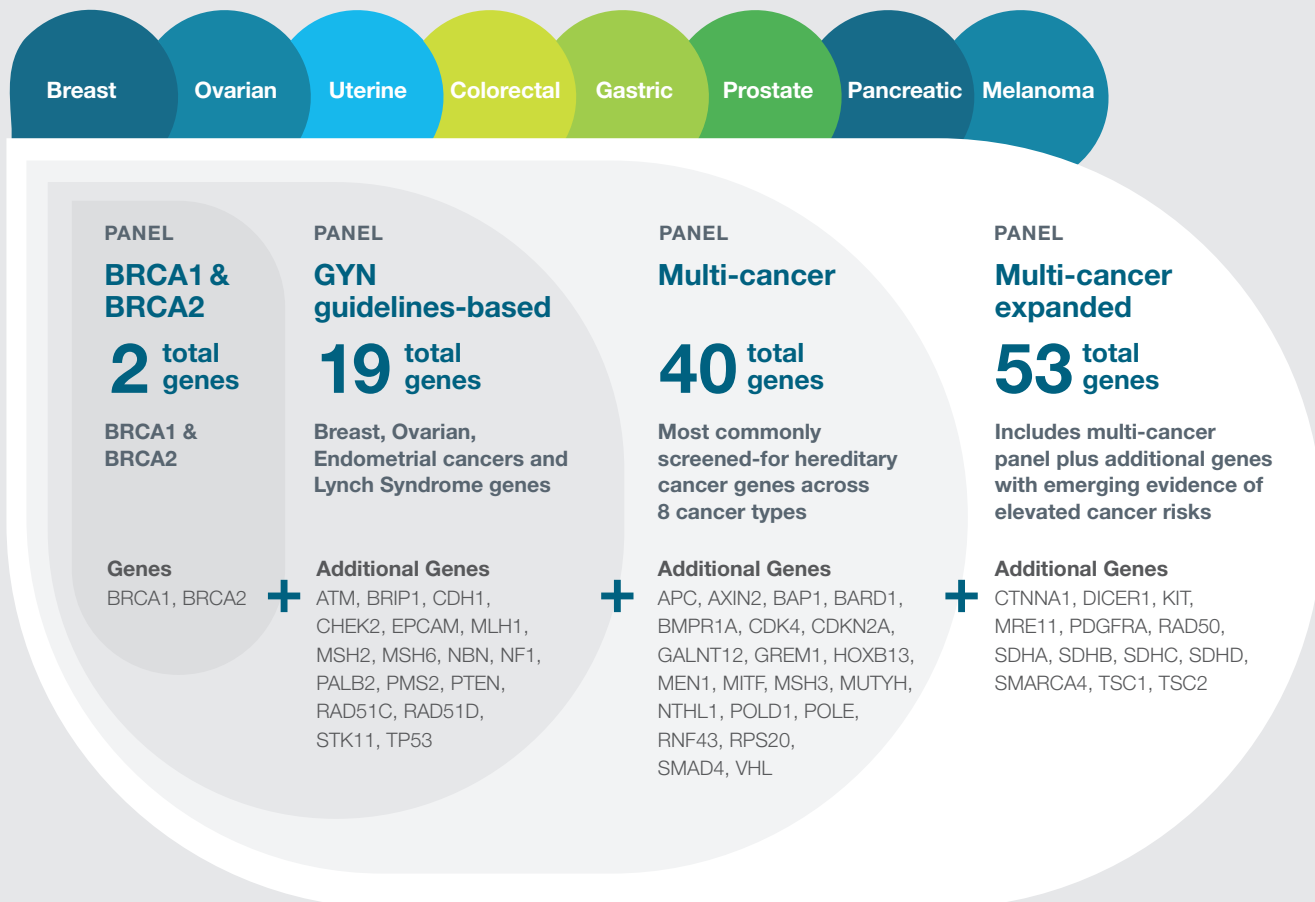 Breast
Ovarian
Uterine
Colorectal
Gastric
Prostate
Pancreatic
Melanoma
PANEL
BRCA1 &
BRCA2
2 total
genes
BRCA1 &
BRCA2
Genes
BRCA1, BRCA2
+
PANEL
GYN
guidelines-based
19 total
genes
Breast, Ovarian,
Endometrial cancers and
Lynch Syndrome genes
Additional Genes
ATM, BRIP1, CDH1,
CHEK2, EPCAM, MLH1,
MSH2, MSH6, NBN, NF1,
PALB2, PMS2, PTEN,
RAD51C, RAD51D,
STK11, TP53
+
PANEL
Multi-cancer
40 total
genes
Most commonly
screened-for hereditary
cancer genes across
8 cancer types
Additional Genes
APC, AXIN2, BAP1, BARD1,
BMPR1A, CDK4, CDKN2A,
GALNT12, GREM1, HOXB13,
MEN1, MITF, MSH3, MUTYH,
NTHL1, POLD1, POLE,
RNF43, RPS20,
SMAD4, VHL
+
PANEL
Multi-cancer
expanded
53 total
genes
Includes multi-cancer
panel plus additional genes
with emerging evidence of
elevated cancer risks
Additional Genes
CTNNA1, DICER1, KIT,
MRE11, PDGFRA, RAD50,
SDHA, SDHB, SDHC, SDHD,
SMARCA4, TSC1, TSC2